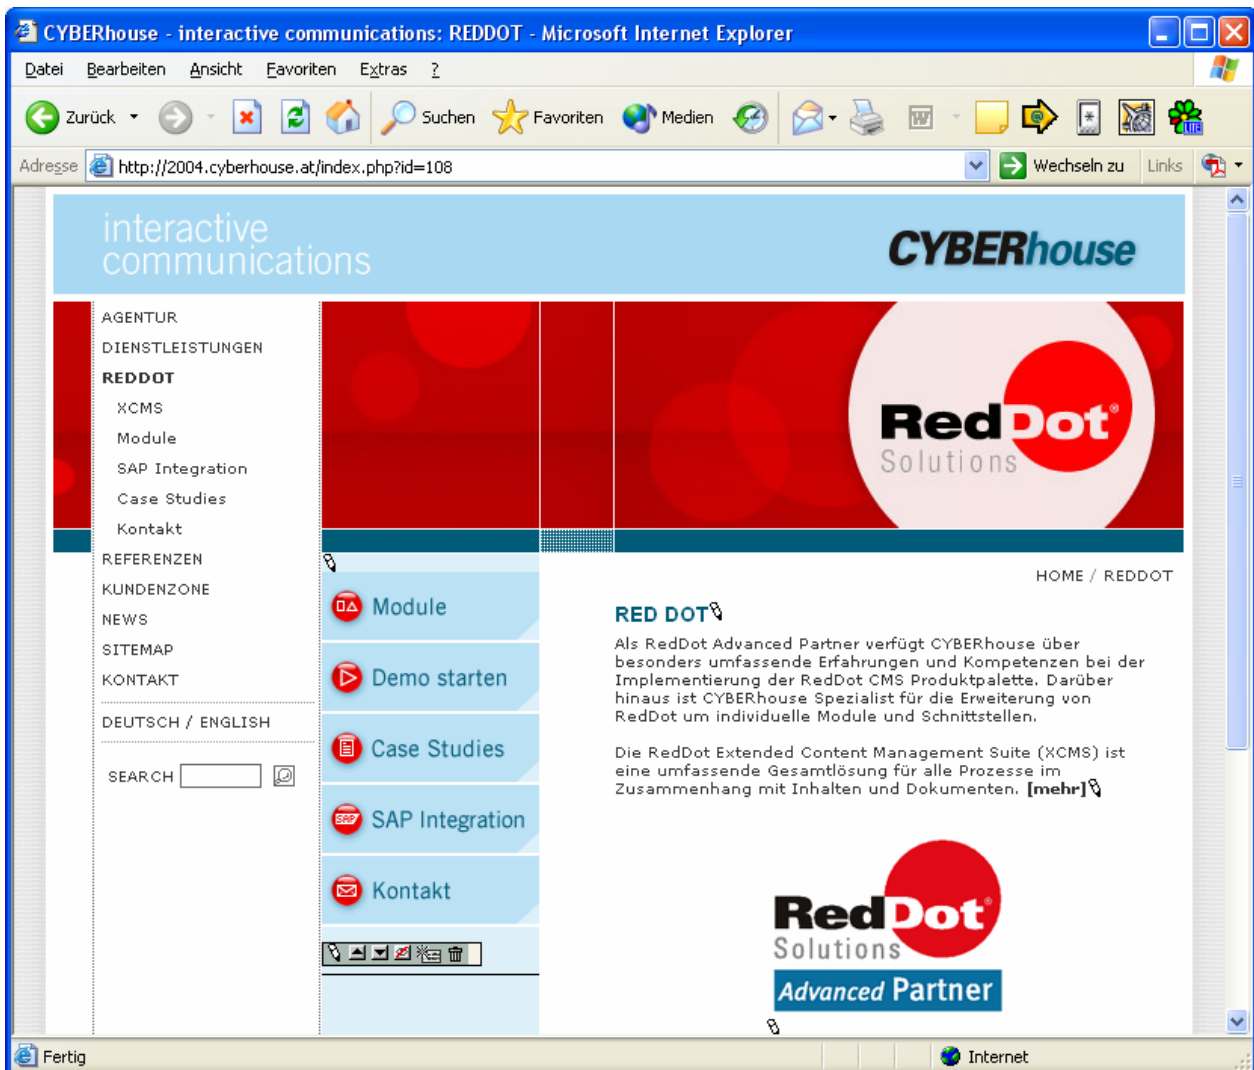 CYBERhouse - interactive communications: REDDOT - Microsoft Internet Explorer
Datei Bearbeiten Ansicht Favoriten Extras ?
Zurück Suchen Favoriten Medien
Adresse http://2004.cyberhouse.at/index.php?id=108 Wechseln zu Links
interactive
communications
CYBERhouse
AGENTUR
DIENSTLEISTUNGEN
REDDOT
XCMS
Module
SAP Integration
Case Studies
Kontakt
REFERENZEN
KUNDENZONE
NEWS
SITEMAP
KONTAKT
DEUTSCH / ENGLISH
SEARCH
RedDot®
Solutions
Module
Demo starten
Case Studies
SAP SAP Integration
Kontakt
HOME / REDDOT
RED DOT
Als RedDot Advanced Partner verfügt CYBERhouse über
besonders umfassende Erfahrungen und Kompetenzen bei der
Implementierung der RedDot CMS Produktpalette. Darüber
hinaus ist CYBERhouse Spezialist für die Erweiterung von
RedDot um individuelle Module und Schnittstellen.
Die RedDot Extended Content Management Suite (XCMS) ist
eine umfassende Gesamtlösung für alle Prozesse im
Zusammenhang mit Inhalten und Dokumenten. [mehr]
RedDot®
Solutions
Advanced Partner
Fertig Internet